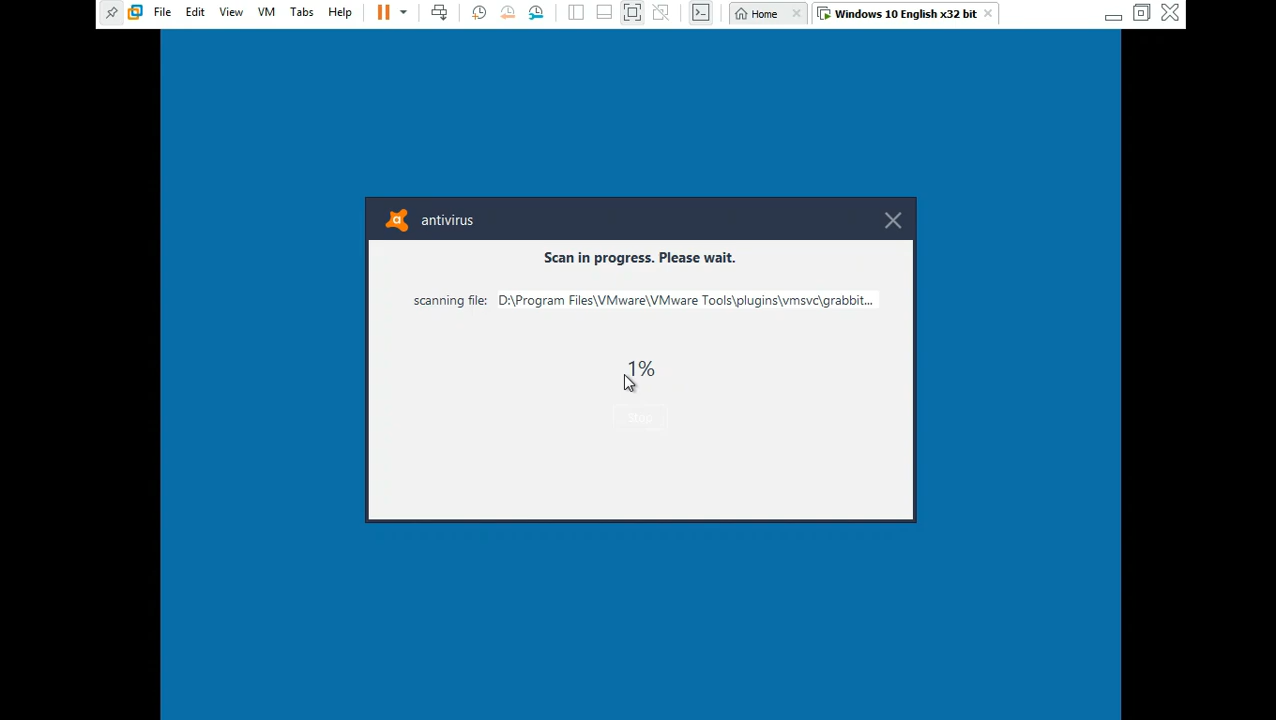 File Edit View VM Tabs Help Home Windows 10 English x32 bit
a antivirus
Scan in progress. Please wait.
scanning file: D:\Program Files\VMware\VMware Tools\plugins\vmsvc\grabbit...
1%
Stop